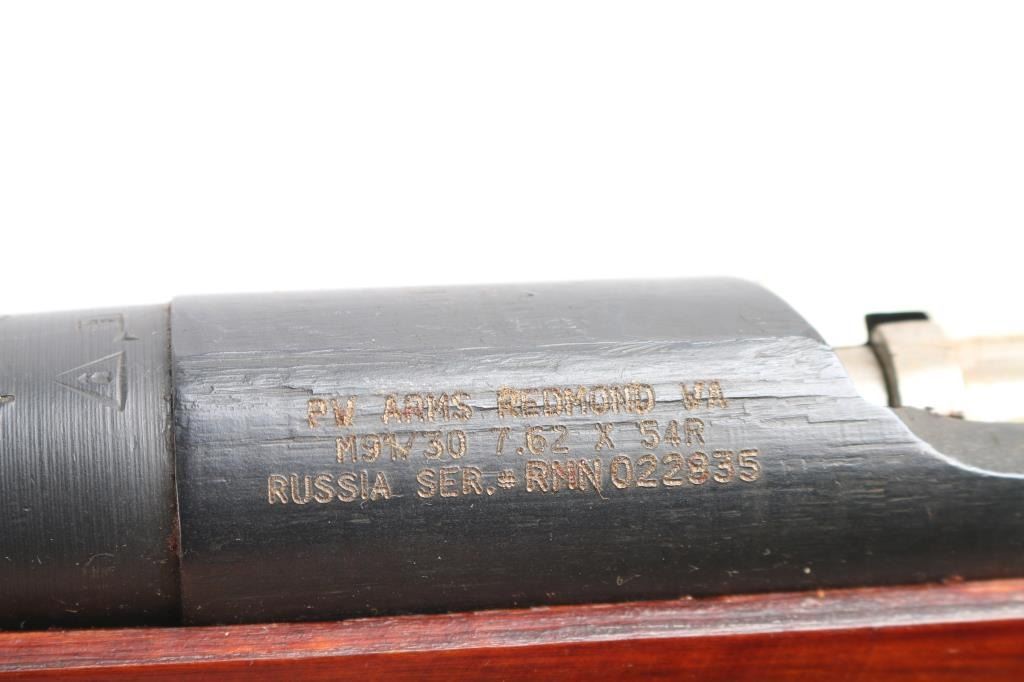 PW ARMS REDMOND WA
M91/30 7.62 X 54R
RUSSIA SER.# RMN022835